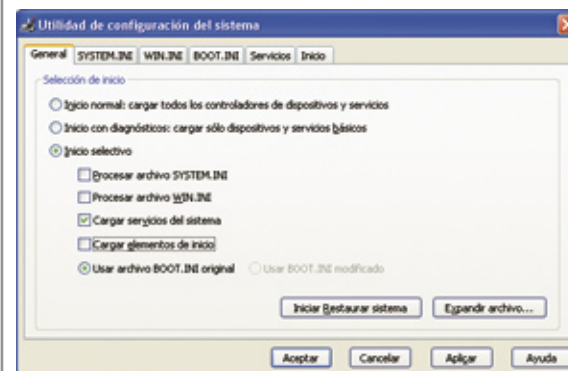 Utilidad de configuración del sistema
General SYSTEM.INI WIN.INI BOOT.INI Servicios Inicio
Selección de inicio
Inicio normal: cargar todos los controladores de dispositivos y servicios
Inicio con diagnósticos: cargar sólo dispositivos y servicios básicos
Inicio selectivo
Procesar archivo SYSTEM.INI
Procesar archivo WIN.INI
Cargar servicios del sistema
Cargar elementos de inicio
Usar archivo BOOT.INI original Usar BOOT.INI modificado
Iniciar Restaurar sistema Expandir archivo...
Aceptar Cancelar Aplicar Ayuda